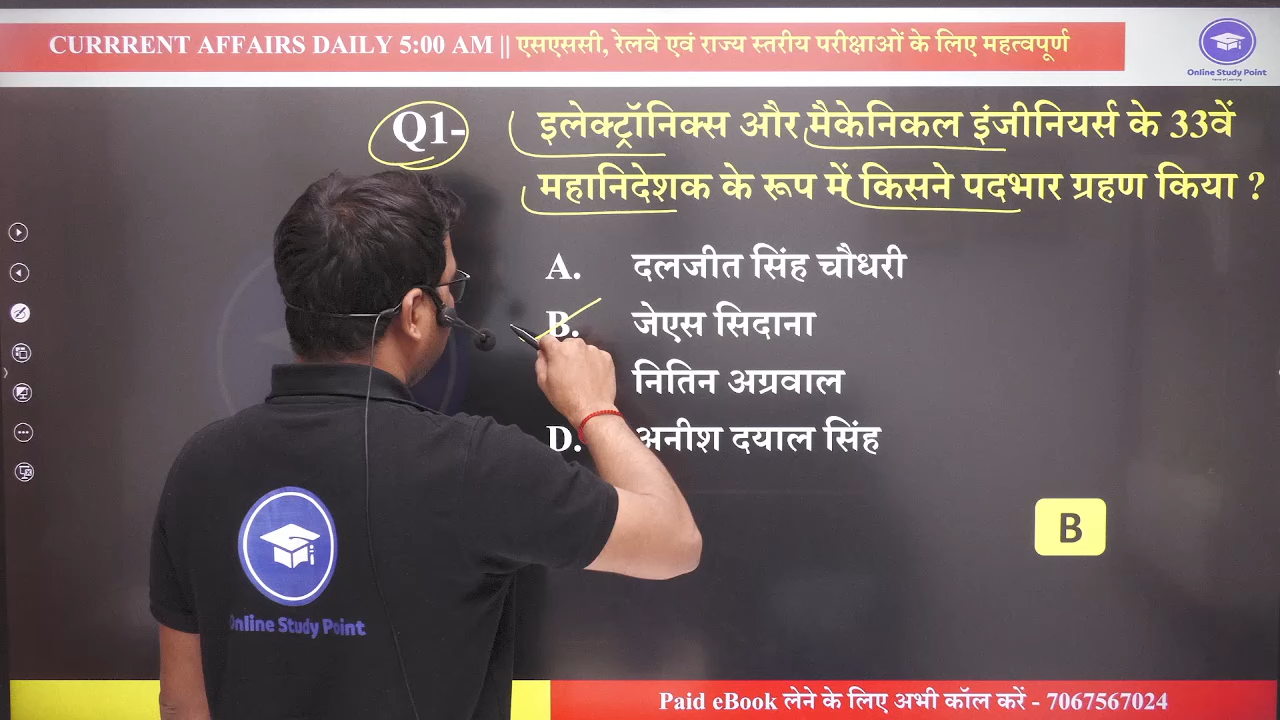 CURRRENT AFFAIRS DAILY 5:00 AM || एसएससी, रेलवे एवं राज्य स्तरीय परीक्षाओं के लिए महत्वपूर्ण
Online Study Point
Q1- इलेक्ट्रॉनिक्स और मैकेनिकल इंजीनियर्स के 33वें
महानिदेशक के रूप में किसने पदभार ग्रहण किया ?
A. दलजीत सिंह चौधरी
B. जेएस सिदाना
नितिन अग्रवाल
D. अनीश दयाल सिंह
B
Online Study Point
Paid eBook लेने के लिए अभी कॉल करें - 7067567024